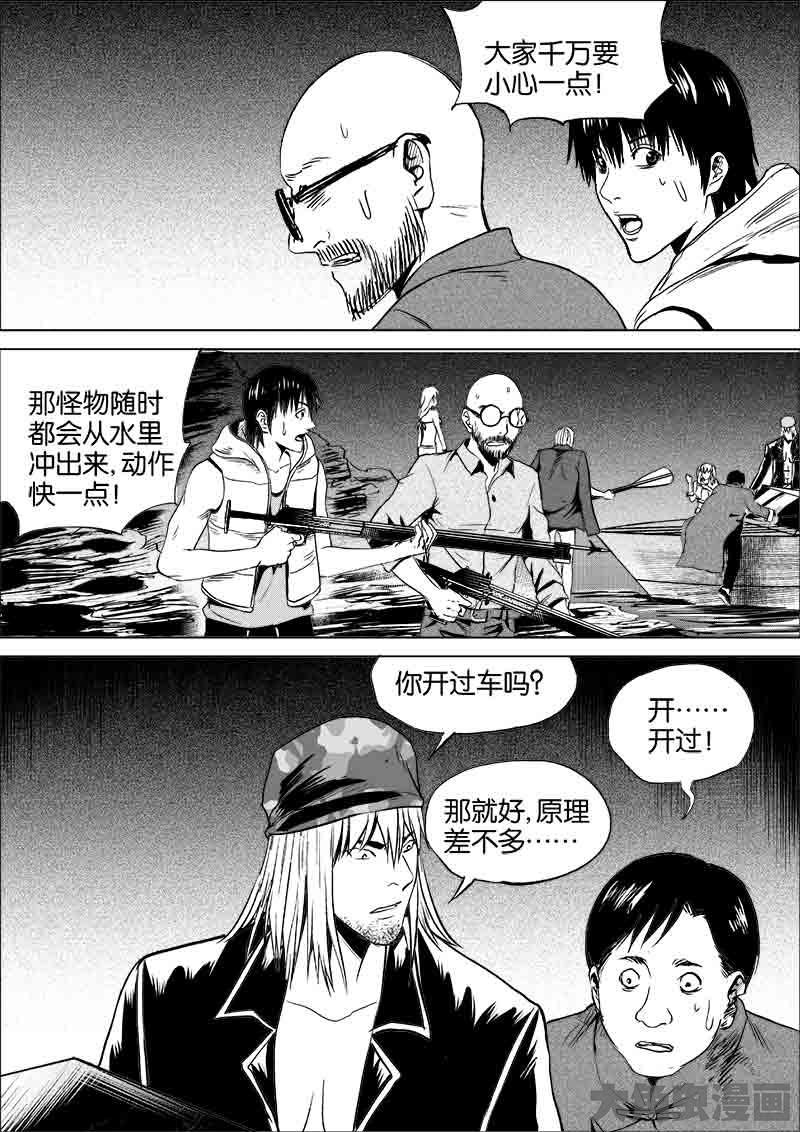 大家千万要
小心一点！
那怪物随时
都会从水里
冲出来，动作
快一点！
你开过车吗？
开……
开过！
那就好，原理
差不多……
漫画